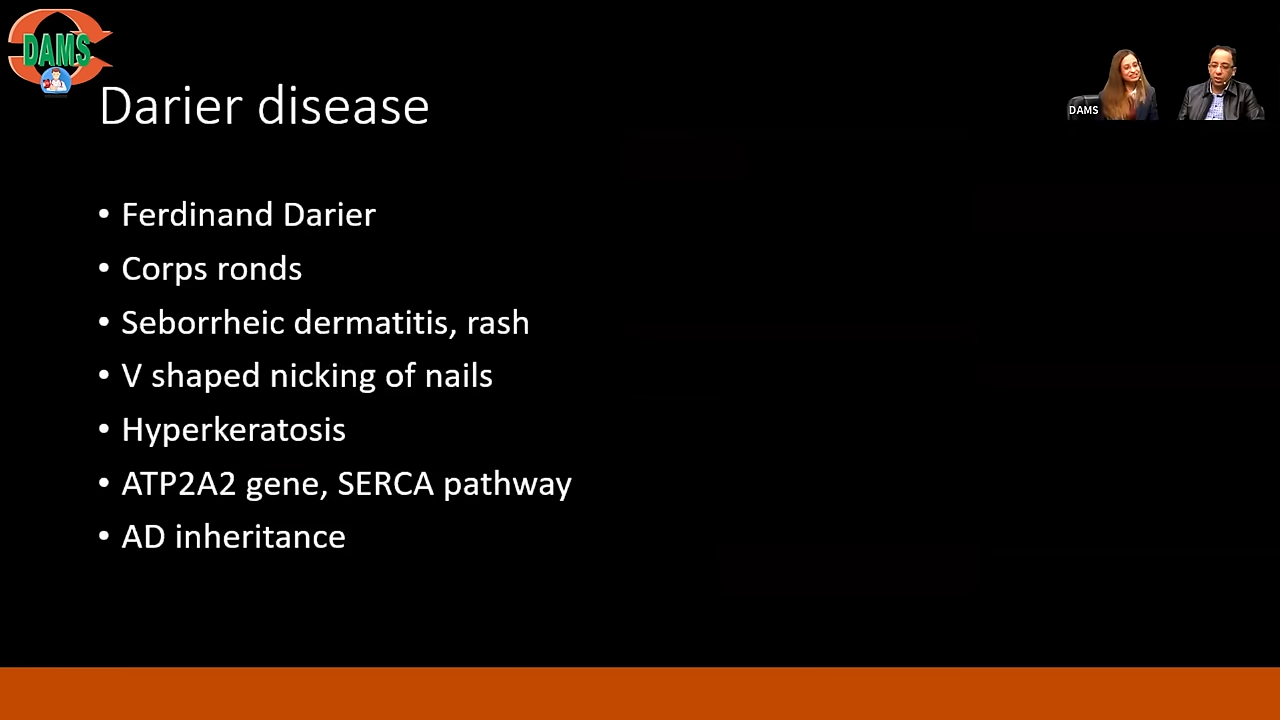 DAMS
DAMS
Darier disease
• Ferdinand Darier
• Corps ronds
• Seborrheic dermatitis, rash
• V shaped nicking of nails
• Hyperkeratosis
• ATP2A2 gene, SERCA pathway
• AD inheritance